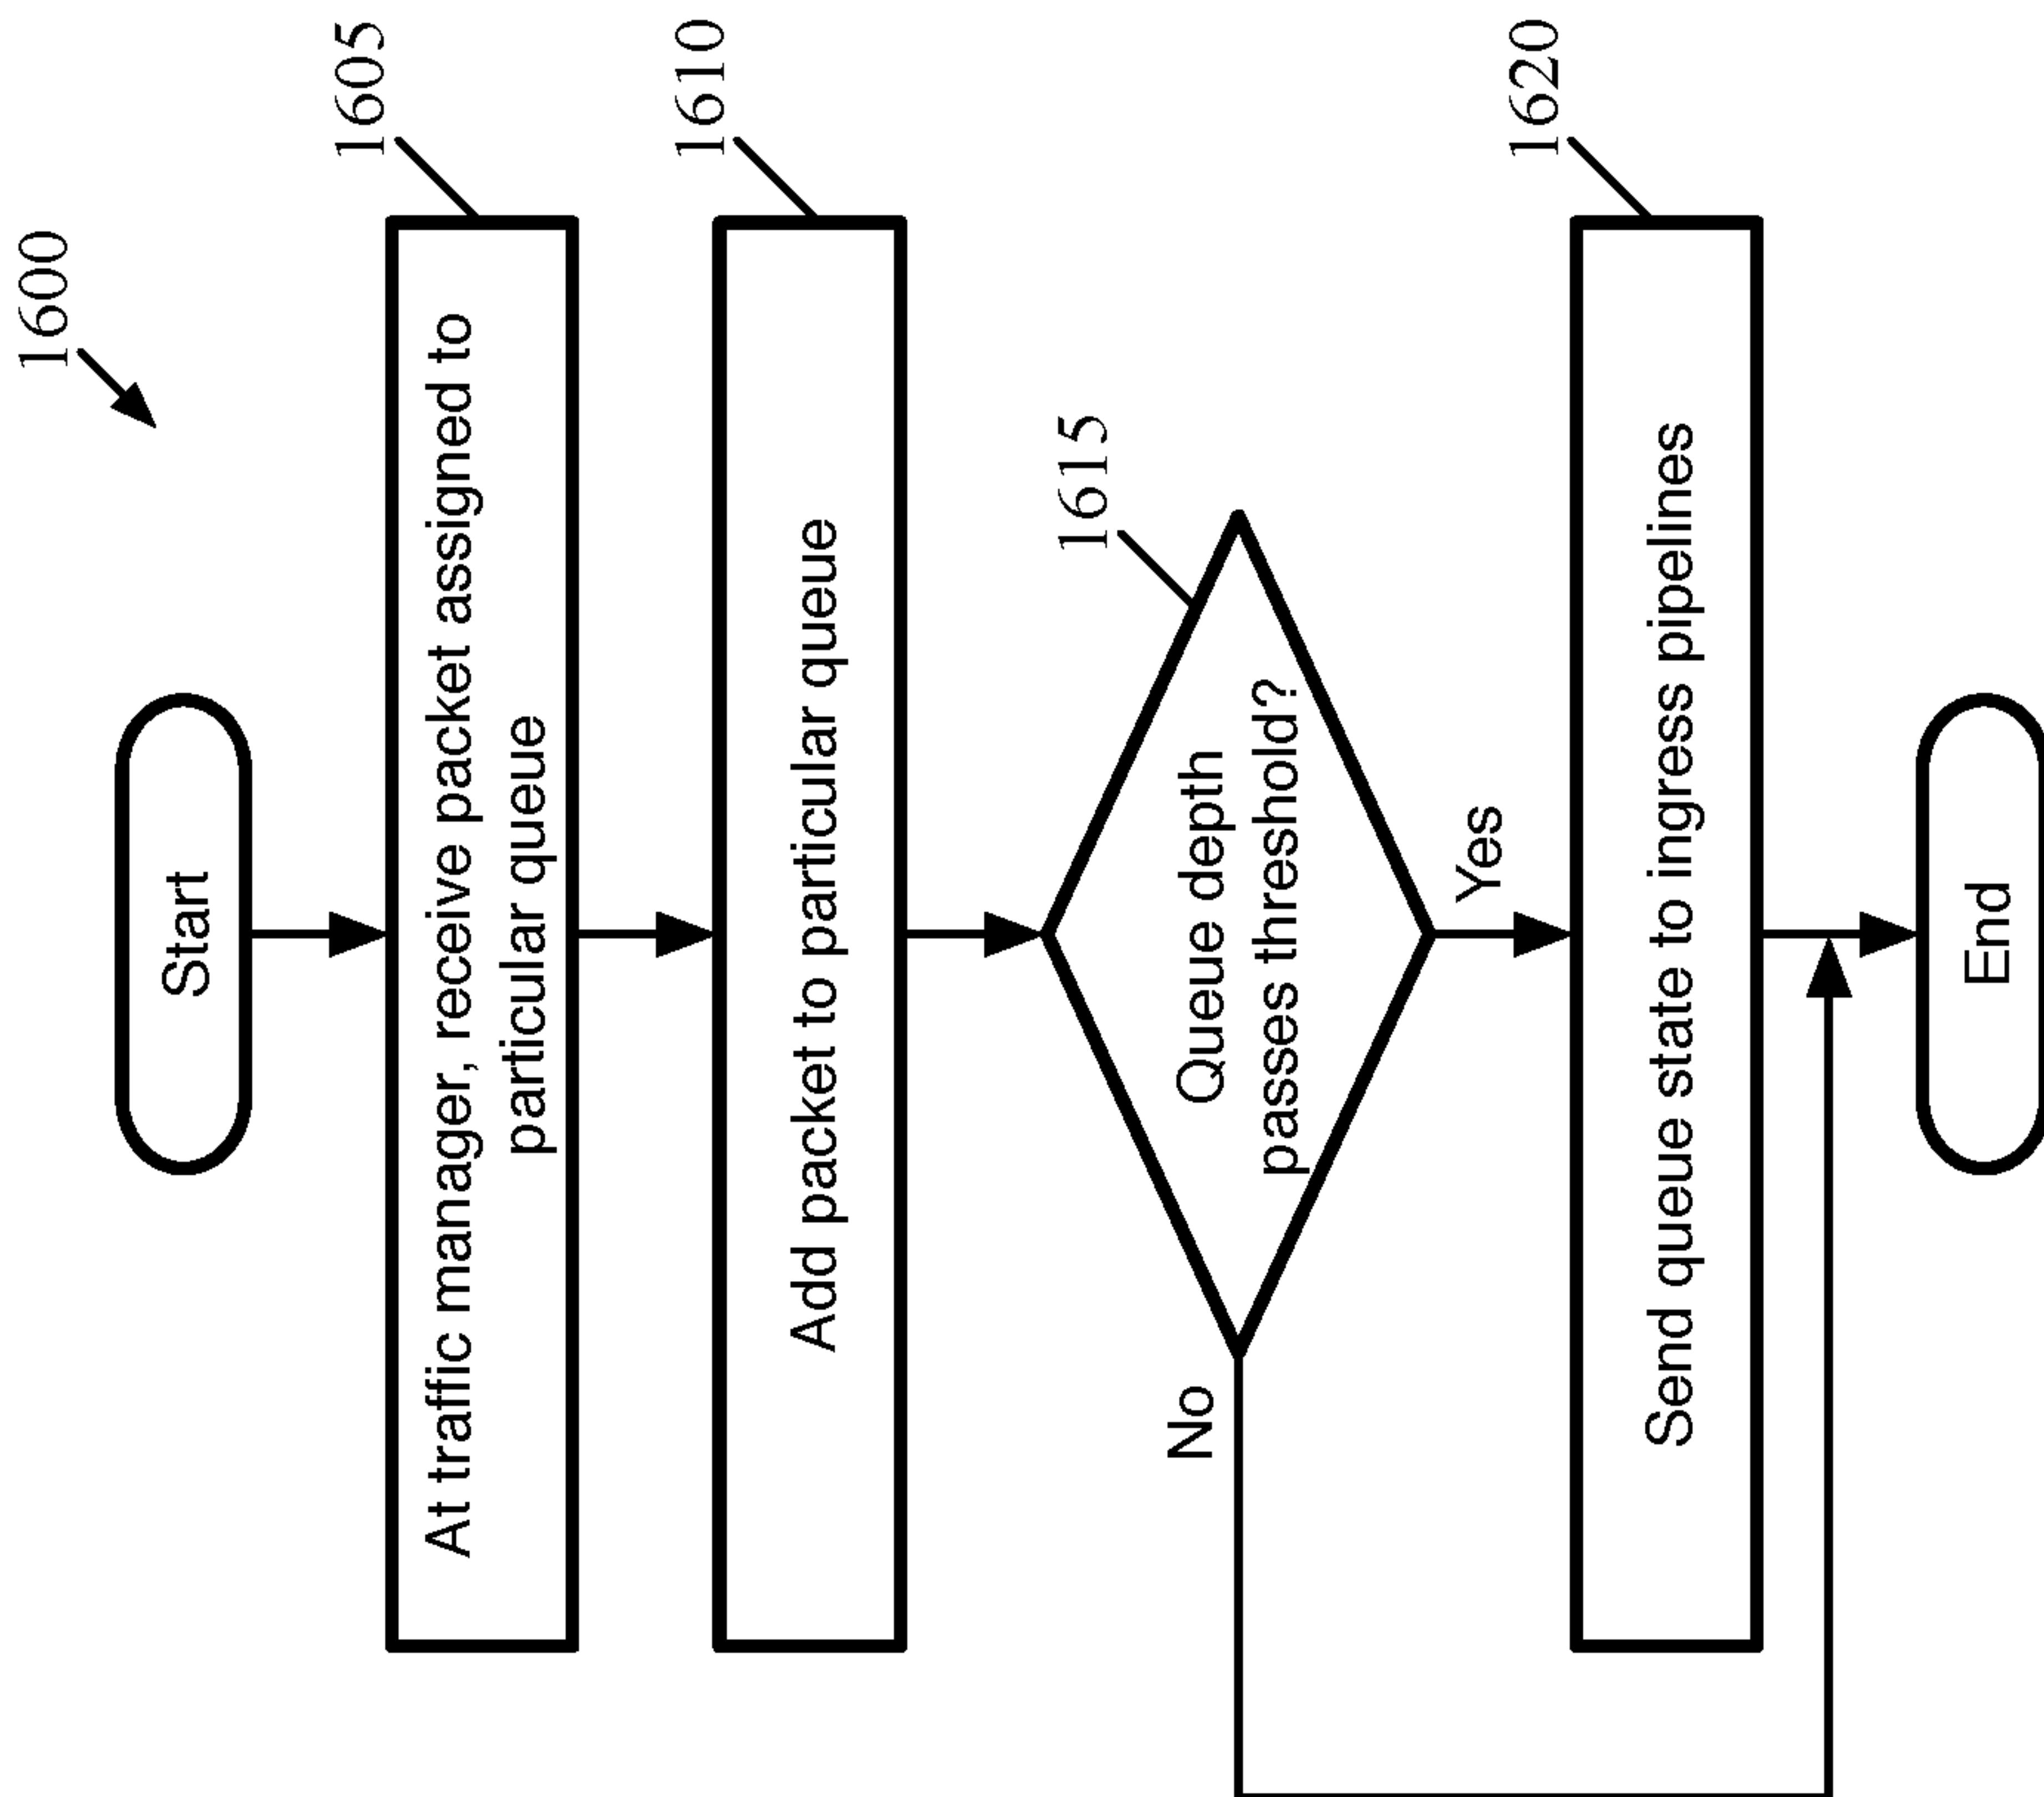 1600
Start
1605
At traffic manager, receive packet assigned to
particular queue
1610
Add packet to particular queue
1615
Queue depth
passes threshold?
No
Yes
1620
Send queue state to ingress pipelines
End